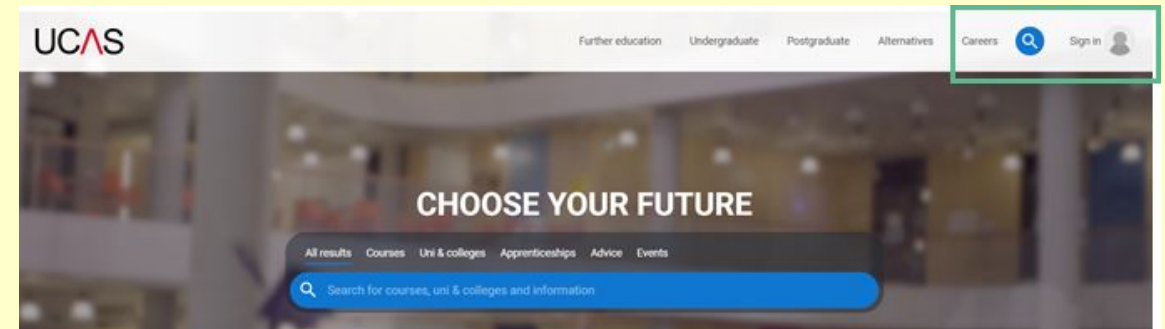 UCAS
Further education Undergraduate Postgraduate Alternatives Careers Sign in
CHOOSE YOUR FUTURE
All results Courses Uni & colleges Apprenticeships Advice Events
Search for courses, uni & colleges and information